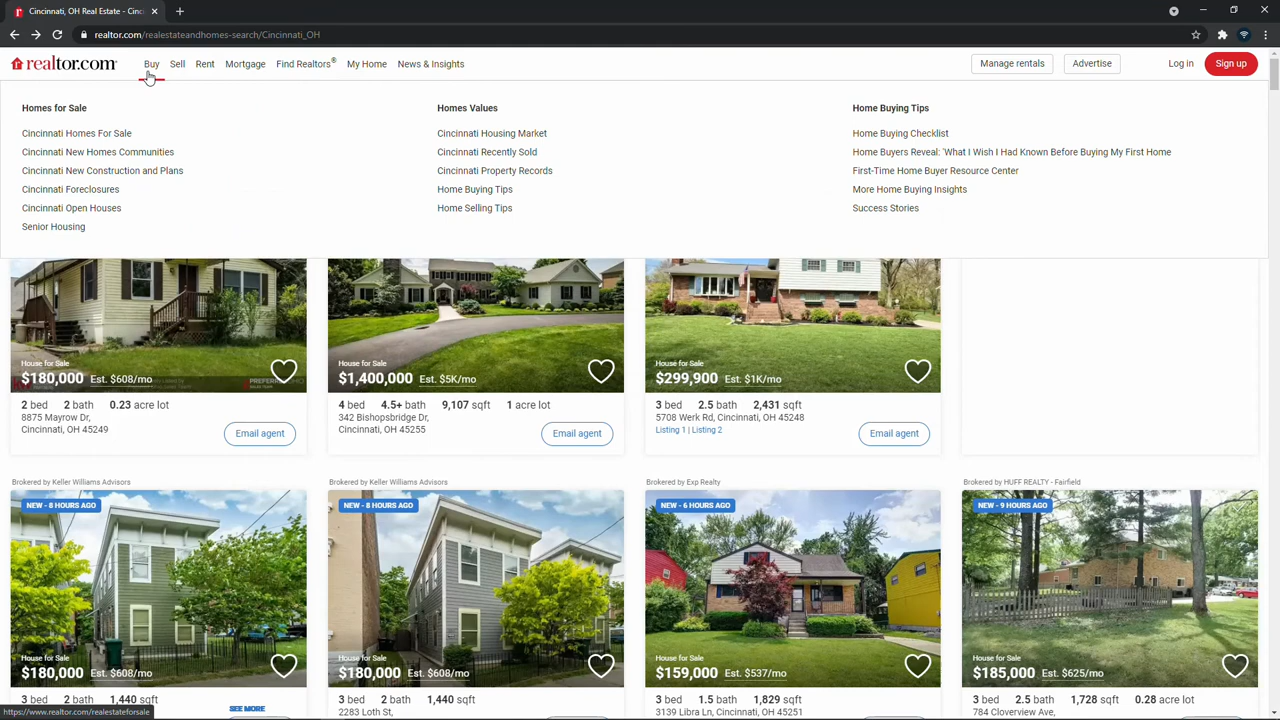 Cincinnati, OH Real Estate - Cinc
realtor.com/realestateandhomes-search/Cincinnati_OH
realtor.com
Buy
Sell
Rent
Mortgage
Find Realtors®
My Home
News & Insights
Manage rentals
Advertise
Log in
Sign up
Homes for Sale
Cincinnati Homes For Sale
Cincinnati New Homes Communities
Cincinnati New Construction and Plans
Cincinnati Foreclosures
Cincinnati Open Houses
Senior Housing
Homes Values
Cincinnati Housing Market
Cincinnati Recently Sold
Cincinnati Property Records
Home Buying Tips
Home Selling Tips
Home Buying Tips
Home Buying Checklist
Home Buyers Reveal: 'What I Wish I Had Known Before Buying My First Home
First-Time Home Buyer Resource Center
More Home Buying Insights
Success Stories
House for Sale
$180,000 Est. $608/mo
2 bed 2 bath 0.23 acre lot
8875 Mayrow Dr,
Cincinnati, OH 45249
Email agent
House for Sale
$1,400,000 Est. $5K/mo
4 bed 4.5+ bath 9,107 sqft 1 acre lot
342 Bishopsbridge Dr,
Cincinnati, OH 45255
Email agent
House for Sale
$299,900 Est. $1K/mo
3 bed 2.5 bath 2,431 sqft
5708 Werk Rd, Cincinnati, OH 45248
Listing 1 | Listing 2
Email agent
Brokered by Keller Williams Advisors
NEW - 8 HOURS AGO
House for Sale
$180,000 Est. $608/mo
3 bed 2 bath 1,440 sqft
SEE MORE
Brokered by Keller Williams Advisors
NEW - 8 HOURS AGO
House for Sale
$180,000 Est. $608/mo
3 bed 2 bath 1,440 sqft
2283 Loth St,
Brokered by Exp Realty
NEW - 6 HOURS AGO
House for Sale
$159,000 Est. $537/mo
3 bed 1.5 bath 1,829 sqft
3139 Libra Ln, Cincinnati, OH 45251
Brokered by HUFF REALTY - Fairfield
NEW - 9 HOURS AGO
House for Sale
$185,000 Est. $625/mo
3 bed 2.5 bath 1,728 sqft 0.28 acre lot
784 Cloverview Ave,
https://www.realtor.com/realestateforsale